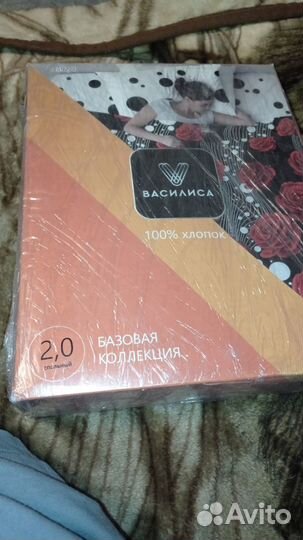 ВАСИЛИСА
100% ХЛОПОК
2,0
спальный
БАЗОВАЯ
КОЛЛЕКЦИЯ
Avito